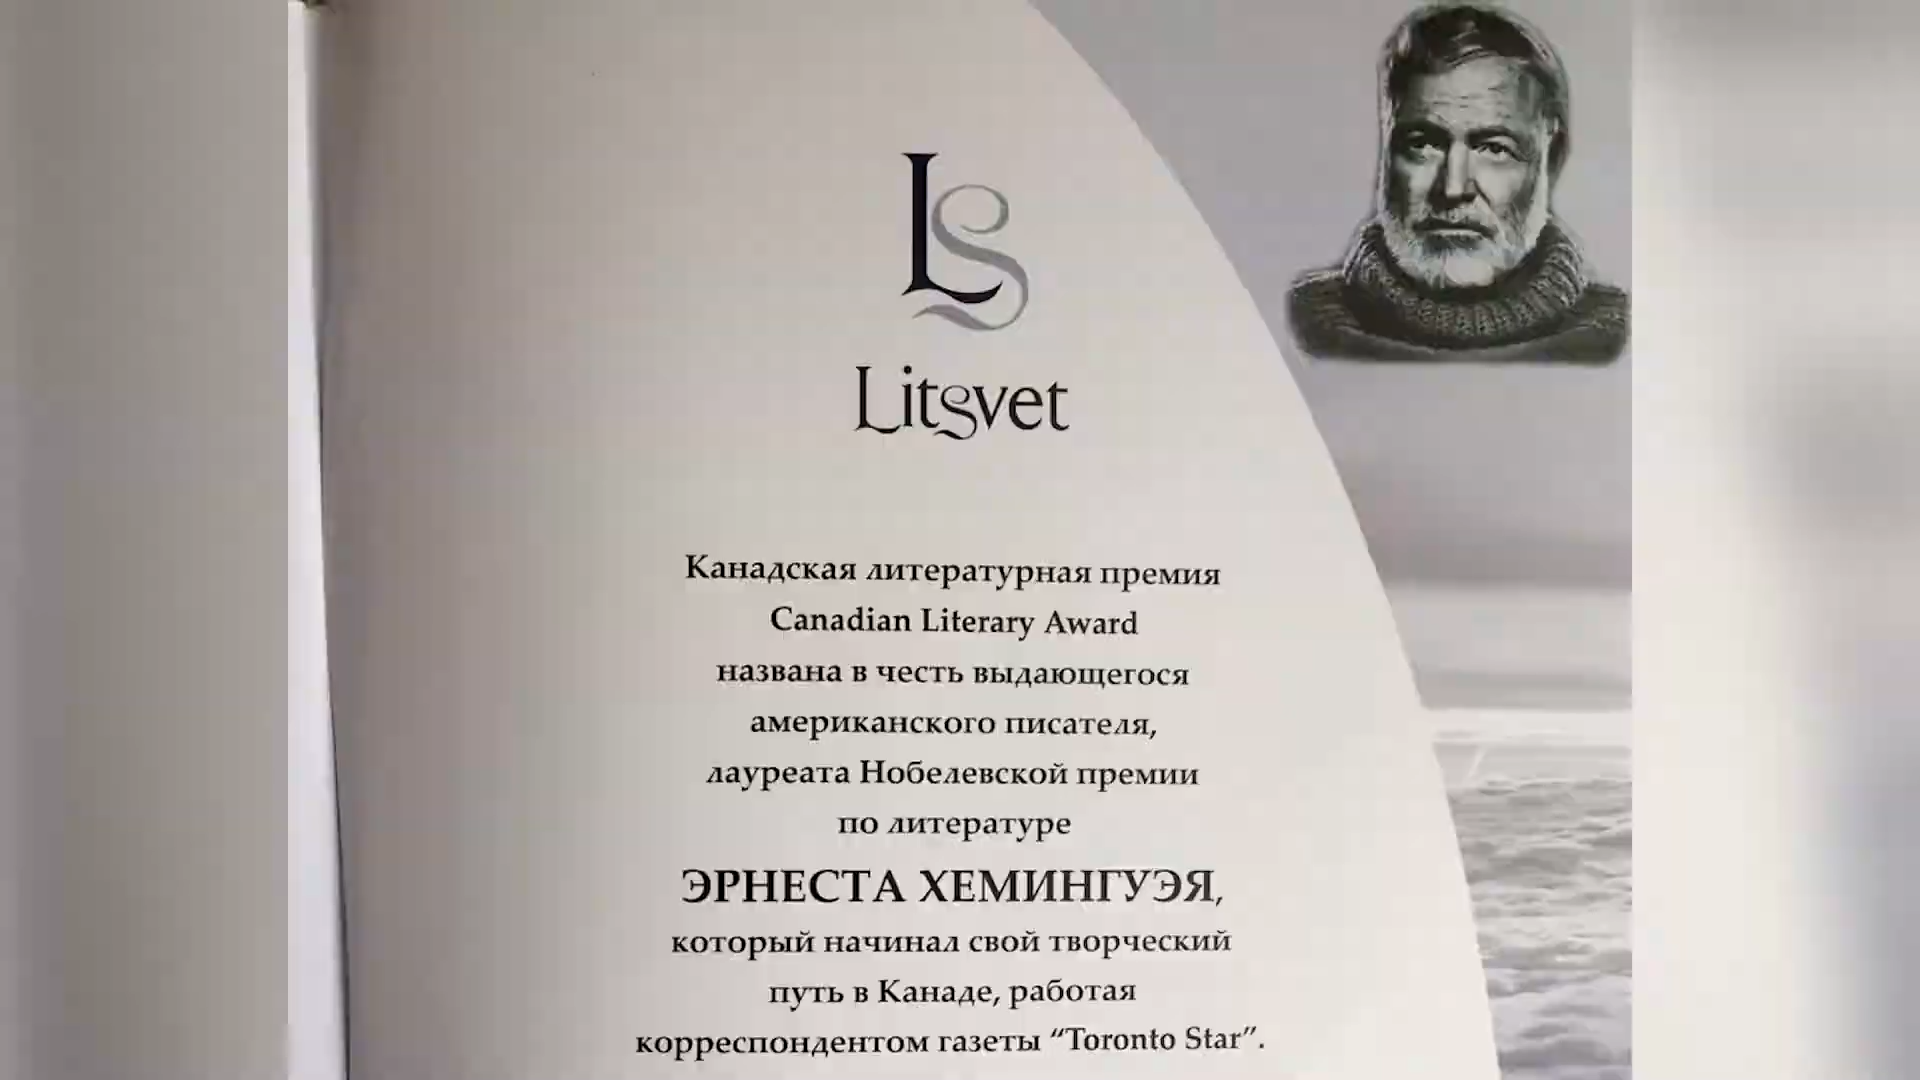 LS
Litsvet
Канадская литературная премия
Canadian Literary Award
названа в честь выдающегося
американского писателя,
лауреата Нобелевской премии
по литературе
ЭРНЕСТА ХЕМИНГУЭЯ,
который начинал свой творческий
путь в Канаде, работая
корреспондентом газеты “Toronto Star”.